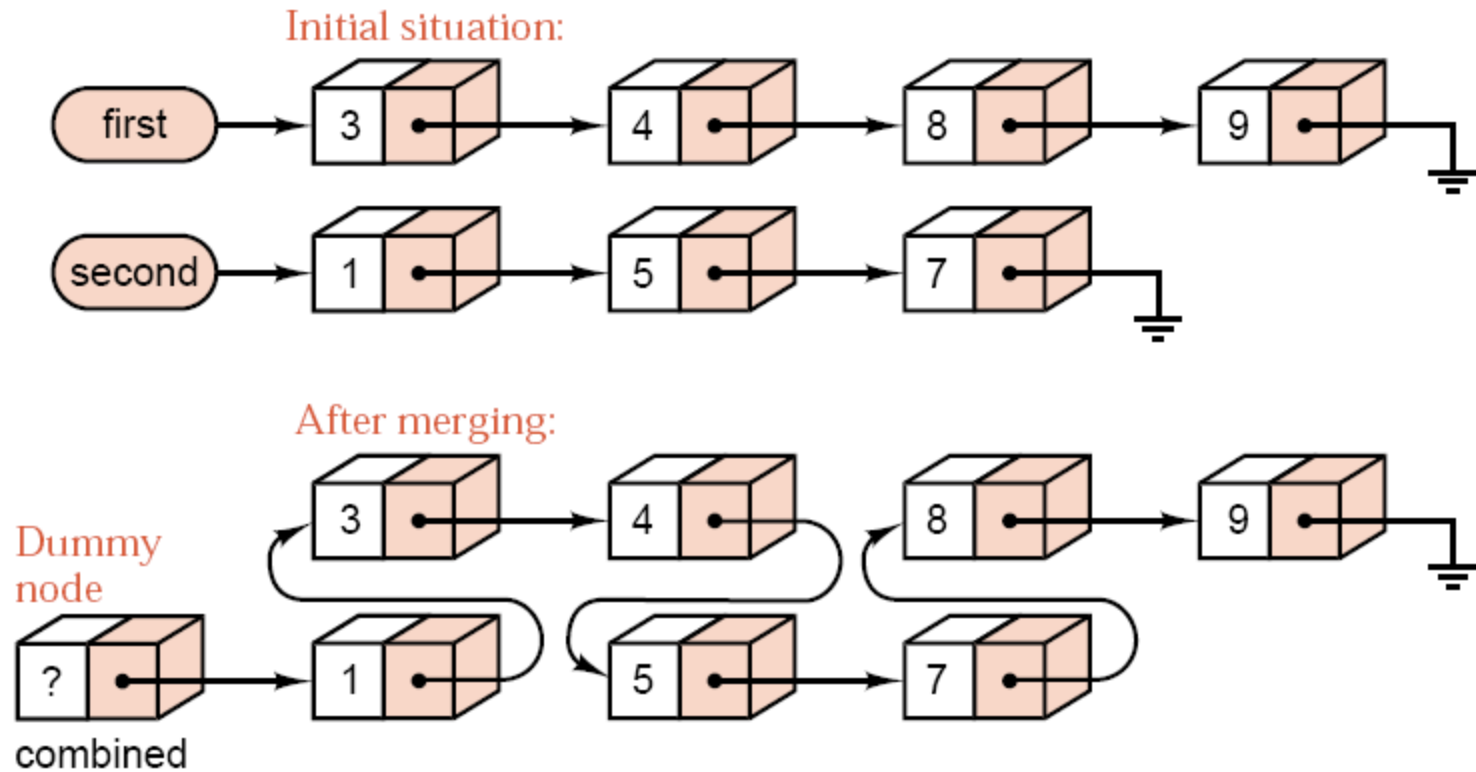 Initial situation:
first 3 4 8 9
second 1 5 7
After merging:
3 4 8 9
Dummy
node
? 1 5 7
combined